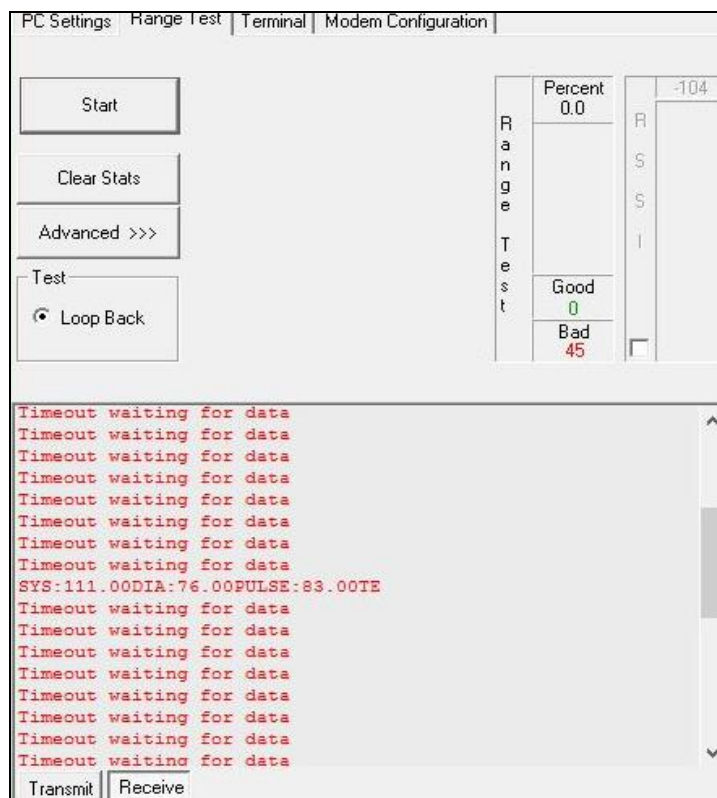 PC Settings Range Test Terminal Modem Configuration
Start
Clear Stats
Advanced >>>
Test
Loop Back
Range Test
Percent
0.0
Good
0
Bad
45
RSSI
-104
Timeout waiting for data
Timeout waiting for data
Timeout waiting for data
Timeout waiting for data
Timeout waiting for data
Timeout waiting for data
Timeout waiting for data
Timeout waiting for data
SYS:111.00DIA:76.00PULSE:83.00TE
Timeout waiting for data
Timeout waiting for data
Timeout waiting for data
Timeout waiting for data
Timeout waiting for data
Timeout waiting for data
Timeout waiting for data
Timeout waiting for data
Transmit Receive